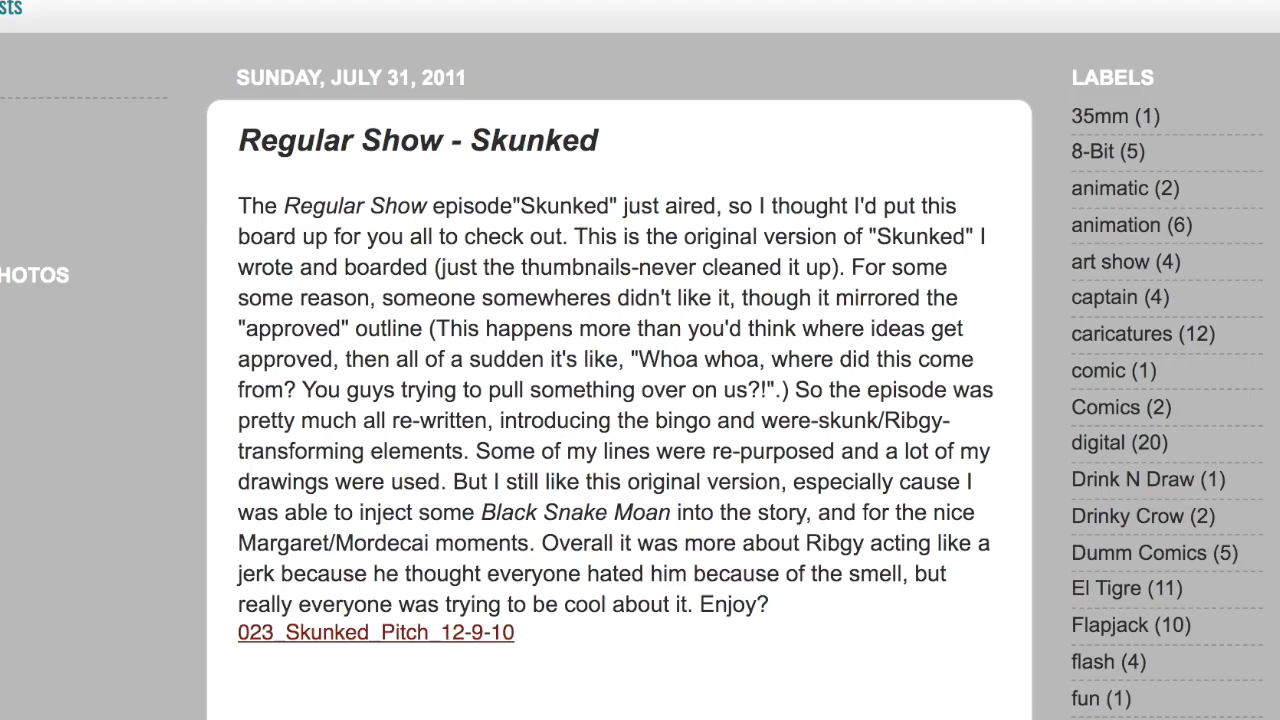 sts
SUNDAY, JULY 31, 2011
Regular Show - Skunked
The Regular Show episode"Skunked" just aired, so I thought I'd put this
board up for you all to check out. This is the original version of "Skunked" I
wrote and boarded (just the thumbnails-never cleaned it up). For some
some reason, someone somewheres didn't like it, though it mirrored the
"approved" outline (This happens more than you'd think where ideas get
approved, then all of a sudden it's like, "Whoa whoa, where did this come
from? You guys trying to pull something over on us?!".) So the episode was
pretty much all re-written, introducing the bingo and were-skunk/Ribgy-
transforming elements. Some of my lines were re-purposed and a lot of my
drawings were used. But I still like this original version, especially cause I
was able to inject some Black Snake Moan into the story, and for the nice
Margaret/Mordecai moments. Overall it was more about Ribgy acting like a
jerk because he thought everyone hated him because of the smell, but
really everyone was trying to be cool about it. Enjoy?
023_Skunked_Pitch_12-9-10
HOTOS
LABELS
35mm (1)
8-Bit (5)
animatic (2)
animation (6)
art show (4)
captain (4)
caricatures (12)
comic (1)
Comics (2)
digital (20)
Drink N Draw (1)
Drinky Crow (2)
Dumm Comics (5)
El Tigre (11)
Flapjack (10)
flash (4)
fun (1)